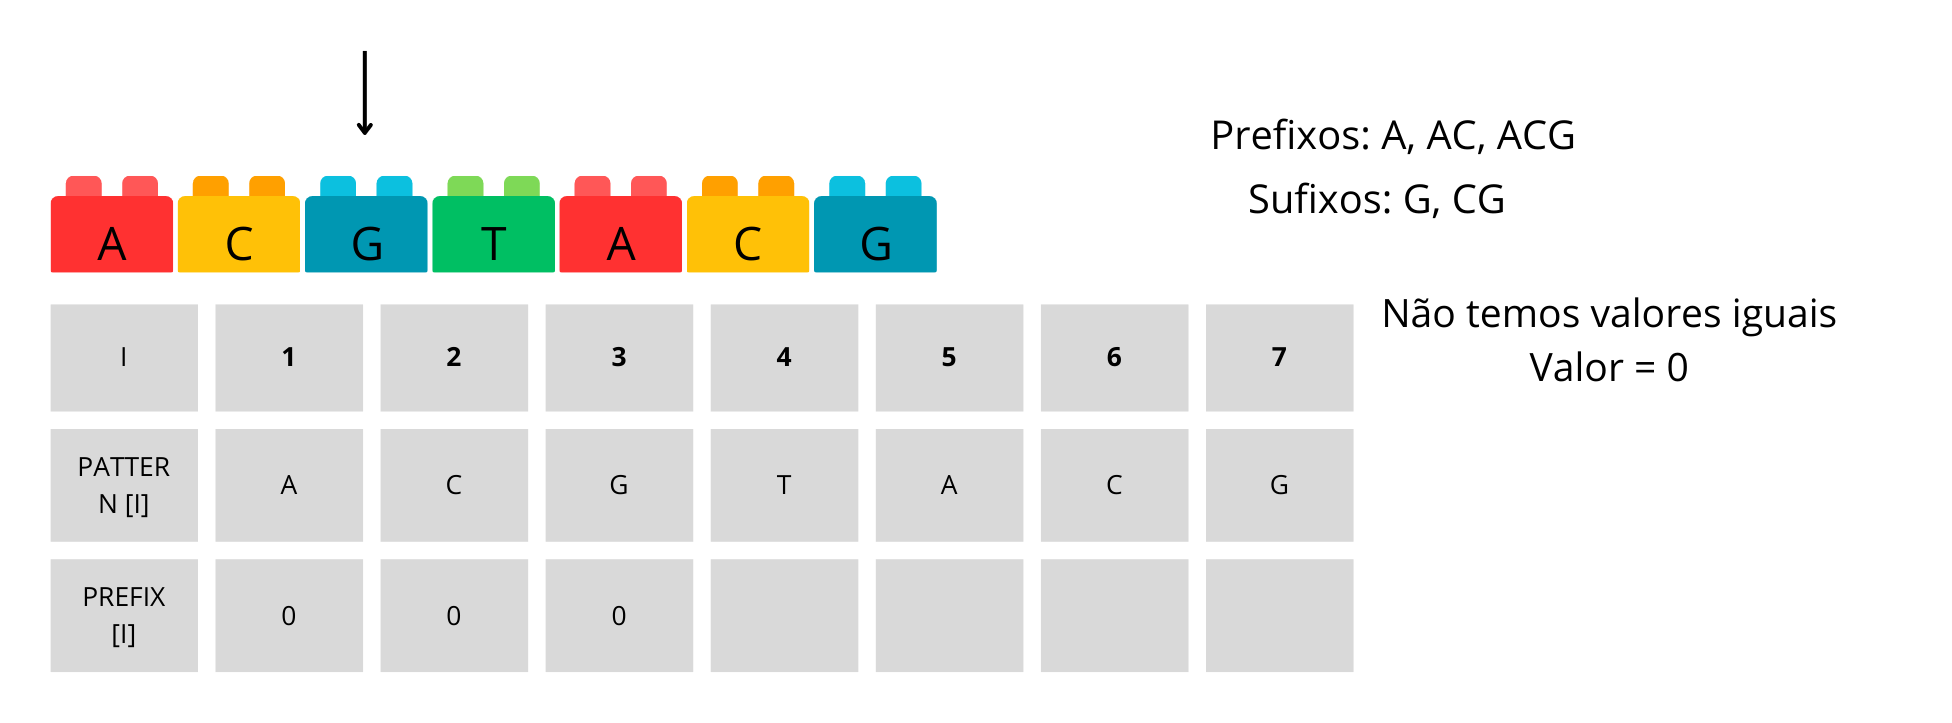 Prefixos: A, AC, ACG
Sufixos: G, CG
A C G T A C G
Não temos valores iguais
Valor = 0
I 1 2 3 4 5 6 7
PATTER
N [I] A C G T A C G
PREFIX
[I] 0 0 0